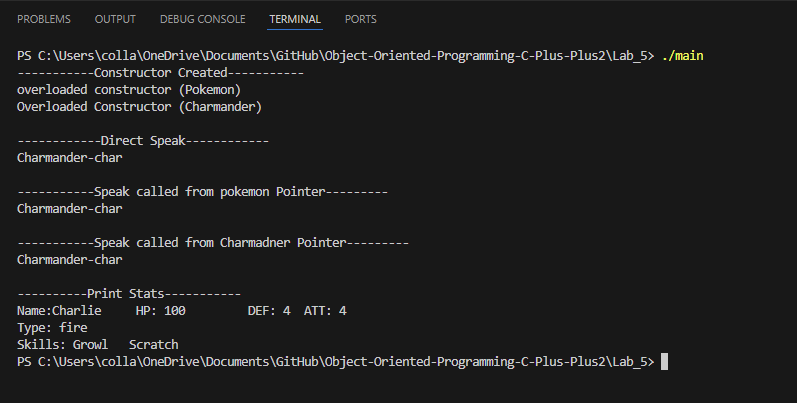 PROBLEMS OUTPUT DEBUG CONSOLE TERMINAL PORTS
PS C:\Users\colla\OneDrive\Documents\GitHub\Object-Oriented-Programming-C-Plus-Plus2\Lab_5> ./main
-----------Constructor Created-----------
overloaded constructor (Pokemon)
Overloaded Constructor (Charmander)
------------Direct Speak------------
Charmander-char
-----------Speak called from pokemon Pointer---------
Charmander-char
-----------Speak called from Charmadner Pointer---------
Charmander-char
----------Print Stats-----------
Name:Charlie     HP: 100         DEF: 4  ATT: 4
Type: fire
Skills: Growl   Scratch
PS C:\Users\colla\OneDrive\Documents\GitHub\Object-Oriented-Programming-C-Plus-Plus2\Lab_5>